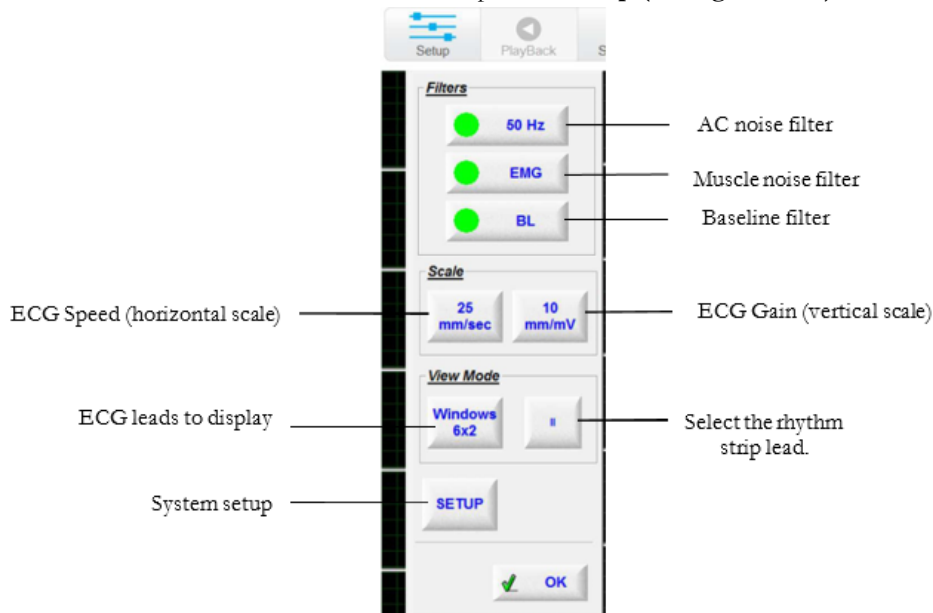 Setup
PlayBack
S
Filters
50 Hz
AC noise filter
EMG
Muscle noise filter
BL
Baseline filter
Scale
ECG Speed (horizontal scale)
25
mm/sec
10
mm/mV
ECG Gain (vertical scale)
View Mode
ECG leads to display
Windows
6x2
II
Select the rhythm
strip lead.
System setup
SETUP
OK